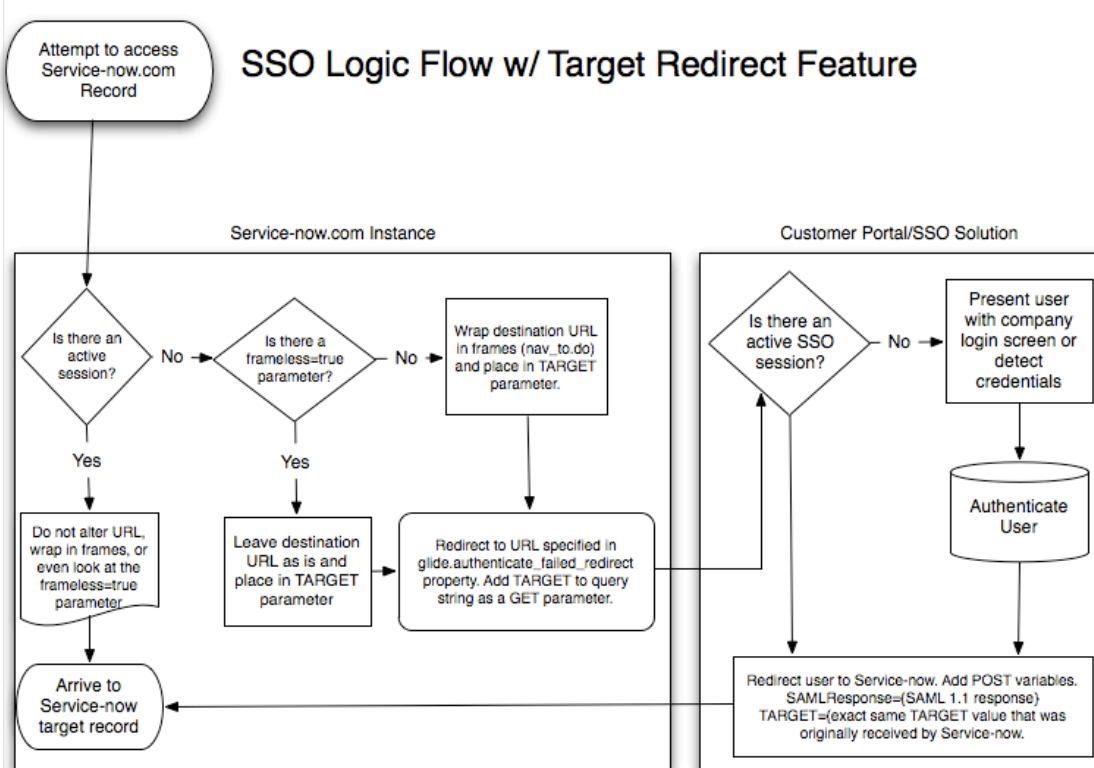 Attempt to access
Service-now.com
Record
SSO Logic Flow w/ Target Redirect Feature
Service-now.com Instance
Is there an
active
session?
No
Is there a
frameless=true
parameter?
No
Wrap destination URL
in frames (nav_to.do)
and place in TARGET
parameter.
Yes
Yes
Do not alter URL,
wrap in frames, or
even look at the
frameless=true
parameter
Leave destination
URL as is and
place in TARGET
parameter
Redirect to URL specified in
glide.authenticate_failed_redirect
property. Add TARGET to query
string as a GET parameter.
Arrive to
Service-now
target record
Customer Portal/SSO Solution
Is there an
active SSO
session?
No
Present user
with company
login screen or
detect
credentials
Authenticate
User
Redirect user to Service-now. Add POST variables.
SAMLResponse={SAML 1.1 response}
TARGET={exact same TARGET value that was
originally received by Service-now.